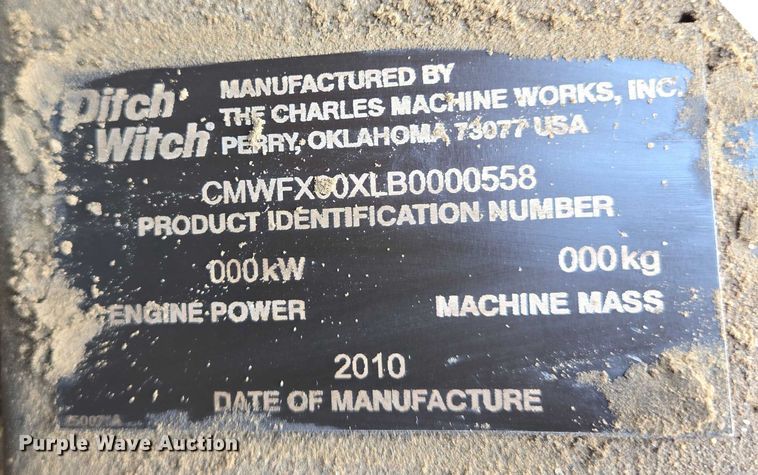 Ditch
Witch®
MANUFACTURED BY
THE CHARLES MACHINE WORKS, INC.
PERRY, OKLAHOMA 73077 USA
PRODUCT IDENTIFICATION NUMBER
000kW
000kg
ENGINE POWER
MACHINE MASS
2010
DATE OF MANUFACTURE
Purple Wave Auction